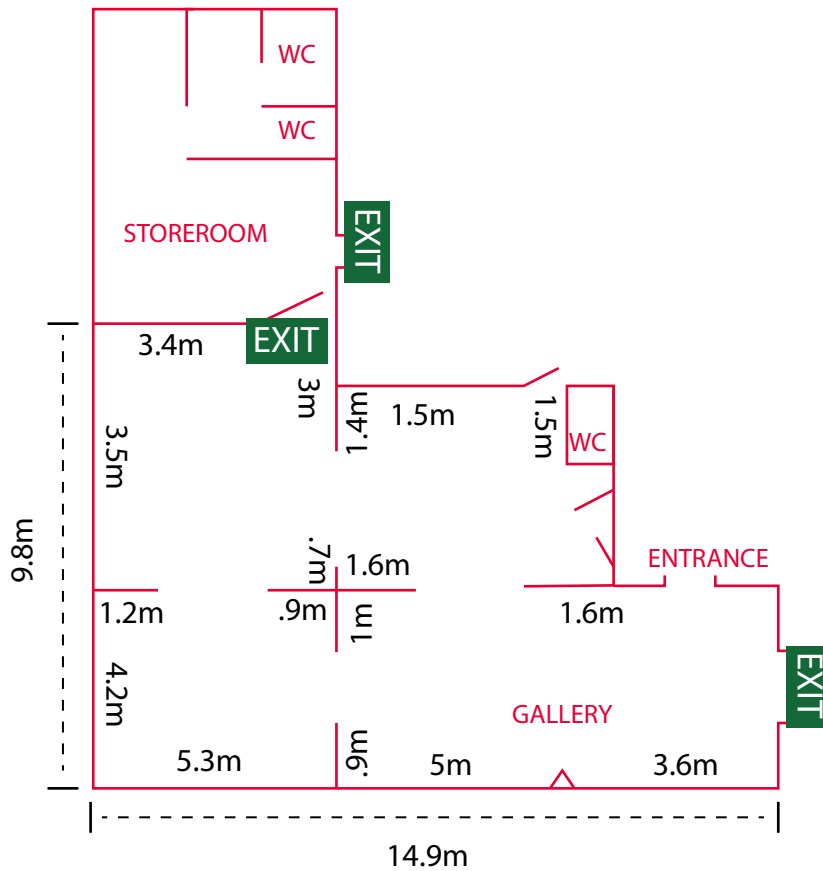 WC
WC
STOREROOM
EXIT
EXIT
3.4m
3m
1.4m
1.5m
1.5m
WC
3.5m
9.8m
.7m
1.6m
ENTRANCE
1.2m
.9m
1m
1.6m
4.2m
EXIT
GALLERY
5.3m
.9m
5m
3.6m
14.9m